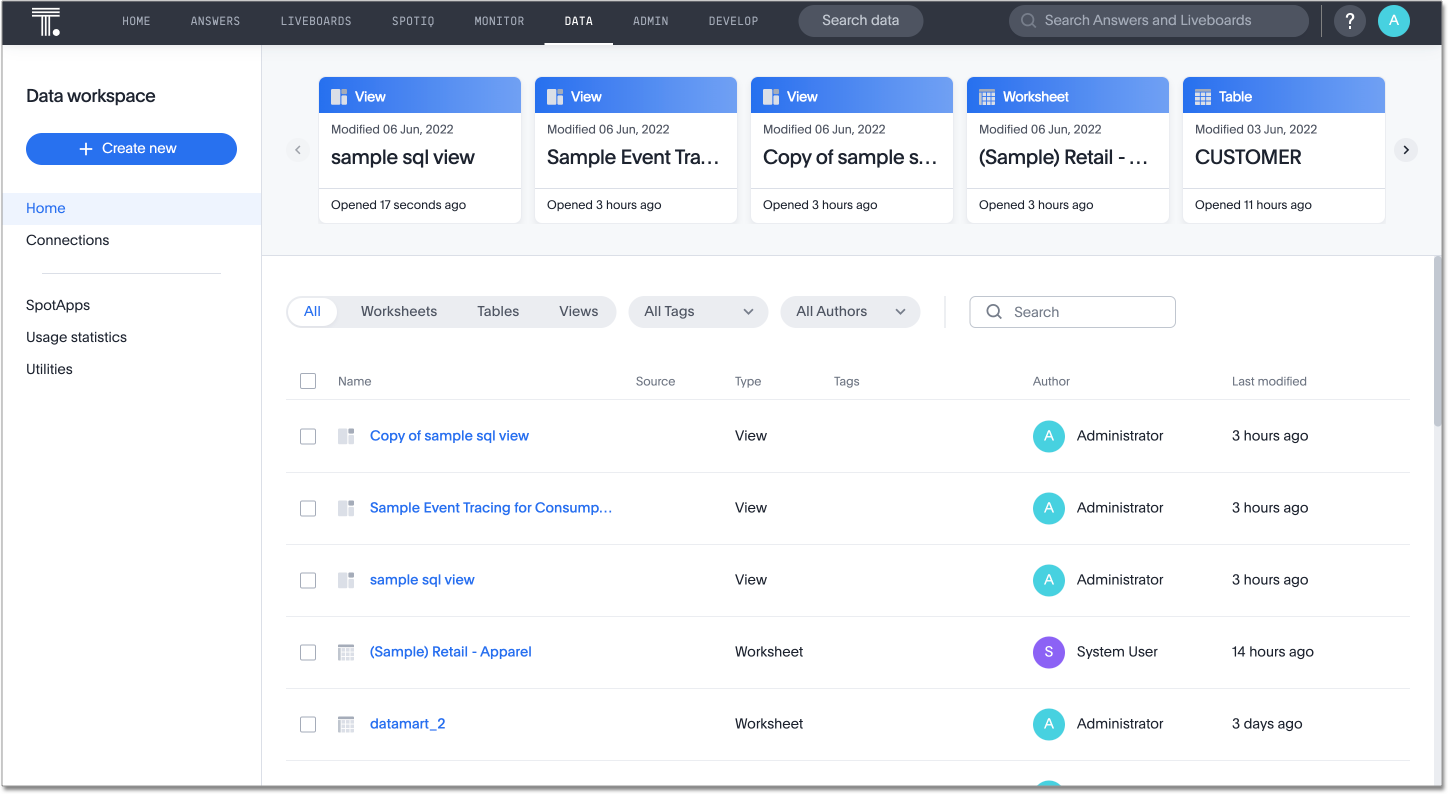 HOME ANSWERS LIVEBOARDS SPOTIQ MONITOR DATA ADMIN DEVELOP Search data Search Answers and Liveboards ? A
Data workspace
Create new
Home
Connections
SpotApps
Usage statistics
Utilities
View
Modified 06 Jun, 2022
sample sql view
Opened 17 seconds ago
View
Modified 06 Jun, 2022
Sample Event Tra...
Opened 3 hours ago
View
Modified 06 Jun, 2022
Copy of sample s...
Opened 3 hours ago
Worksheet
Modified 06 Jun, 2022
(Sample) Retail - ...
Opened 3 hours ago
Table
Modified 03 Jun, 2022
CUSTOMER
Opened 11 hours ago
All Worksheets Tables Views All Tags All Authors Search
Name Source Type Tags Author Last modified
Copy of sample sql view View A Administrator 3 hours ago
Sample Event Tracing for Consump... View A Administrator 3 hours ago
sample sql view View A Administrator 3 hours ago
(Sample) Retail - Apparel Worksheet S System User 14 hours ago
datamart_2 Worksheet A Administrator 3 days ago